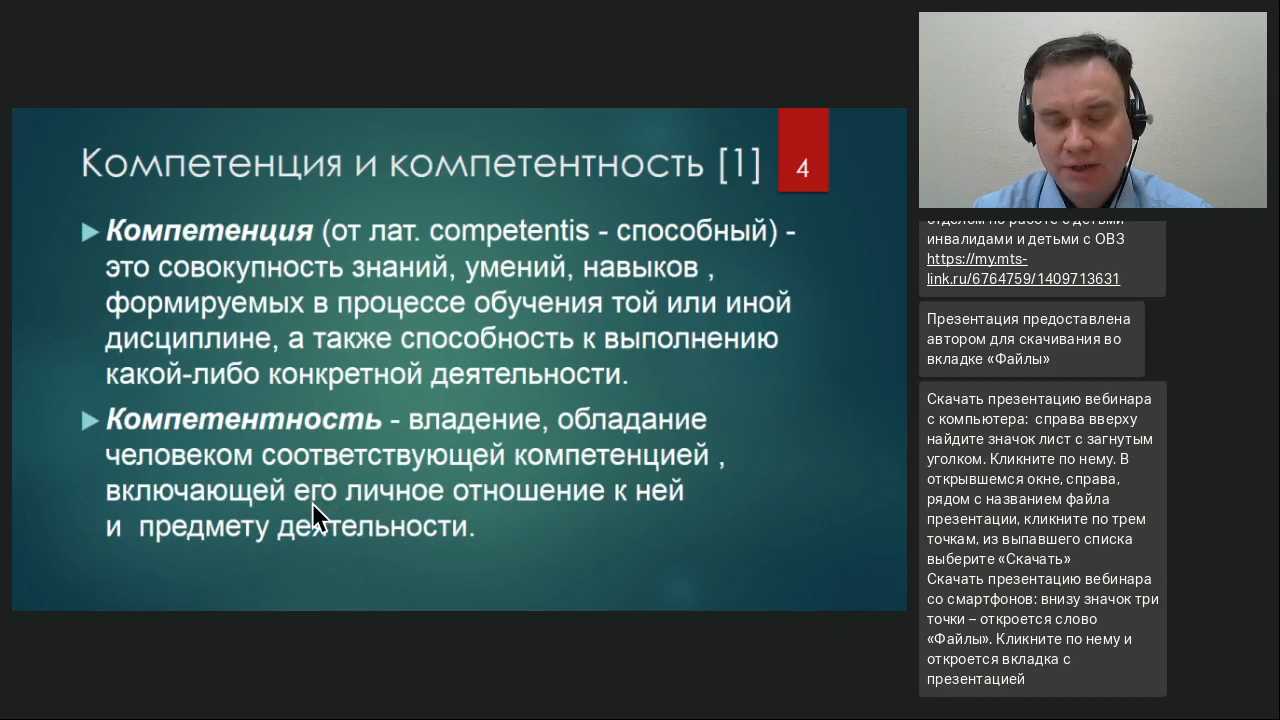 Компетенция и компетентность [1]
4
Компетенция (от лат. competentis - способный) -
это совокупность знаний, умений, навыков ,
формируемых в процессе обучения той или иной
дисциплине, а также способность к выполнению
какой-либо конкретной деятельности.
Компетентность - владение, обладание
человеком соответствующей компетенцией ,
включающей его личное отношение к ней
и  предмету деятельности.
отделом по работе с детьми
инвалидами и детьми с ОВЗ
https://my.mts-
link.ru/6764759/1409713631
Презентация предоставлена
автором для скачивания во
вкладке «Файлы»
Скачать презентацию вебинара
с компьютера:  справа вверху
найдите значок лист с загнутым
уголком. Кликните по нему. В
открывшемся окне, справа,
рядом с названием файла
презентации, кликните по трем
точкам, из выпавшего списка
выберите «Скачать»
Скачать презентацию вебинара
со смартфонов: внизу значок три
точки – откроется слово
«Файлы». Кликните по нему и
откроется вкладка с
презентацией